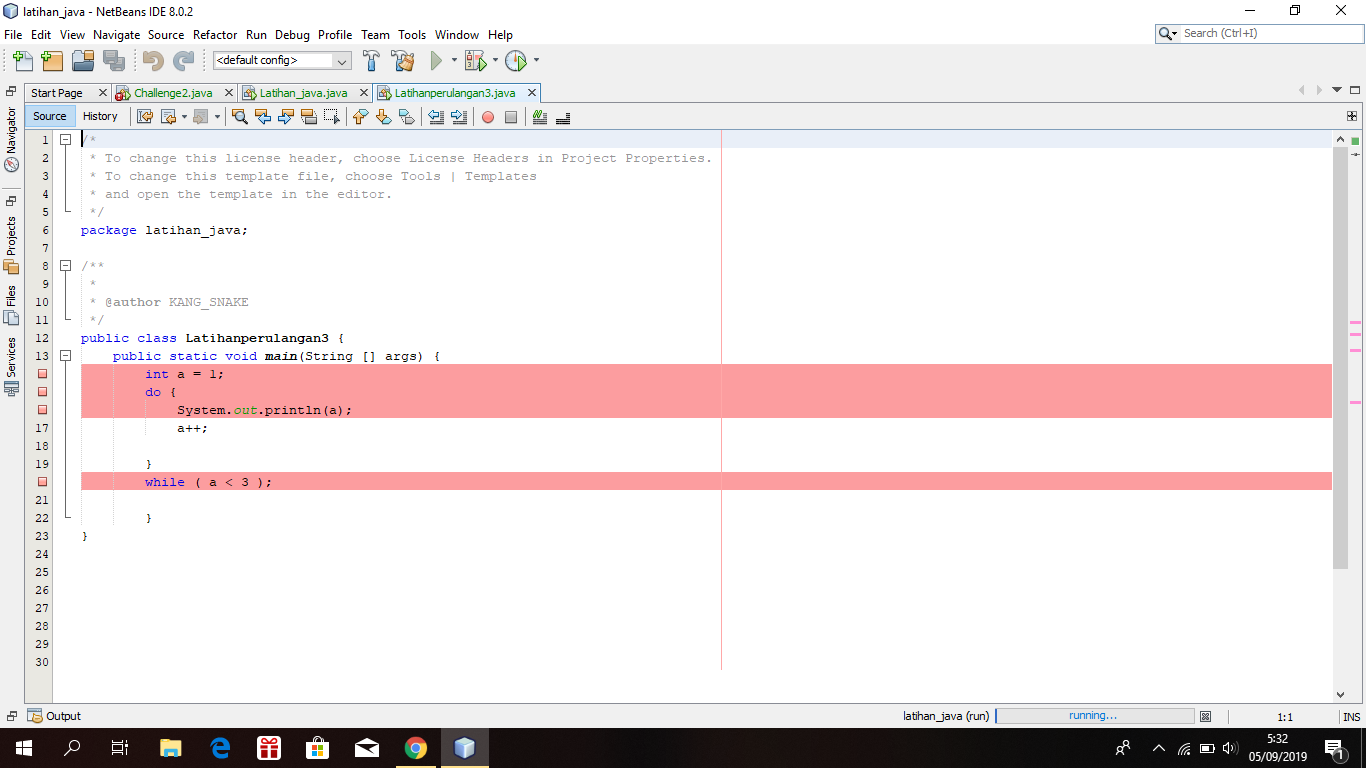 latihan_java - NetBeans IDE 8.0.2
File Edit View Navigate Source Refactor Run Debug Profile Team Tools Window Help
Search (Ctrl+I)
<default config>
Start Page Challenge2.java Latihan_java.java Latihanperulangan3.java
Source History
Navigator
Projects
Files
Services
1 /*
2 * To change this license header, choose License Headers in Project Properties.
3 * To change this template file, choose Tools | Templates
4 * and open the template in the editor.
5 */
6 package latihan_java;
7
8 /**
9 *
10 * @author KANG_SNAKE
11 */
12 public class Latihanperulangan3 {
13 public static void main(String [] args) {
int a = 1;
do {
System.out.println(a);
17 a++;
18
19 }
while ( a < 3 );
21
22 }
23 }
24
25
26
27
28
29
30
Output
latihan_java (run) running... 1:1 INS
5:32
05/09/2019
1